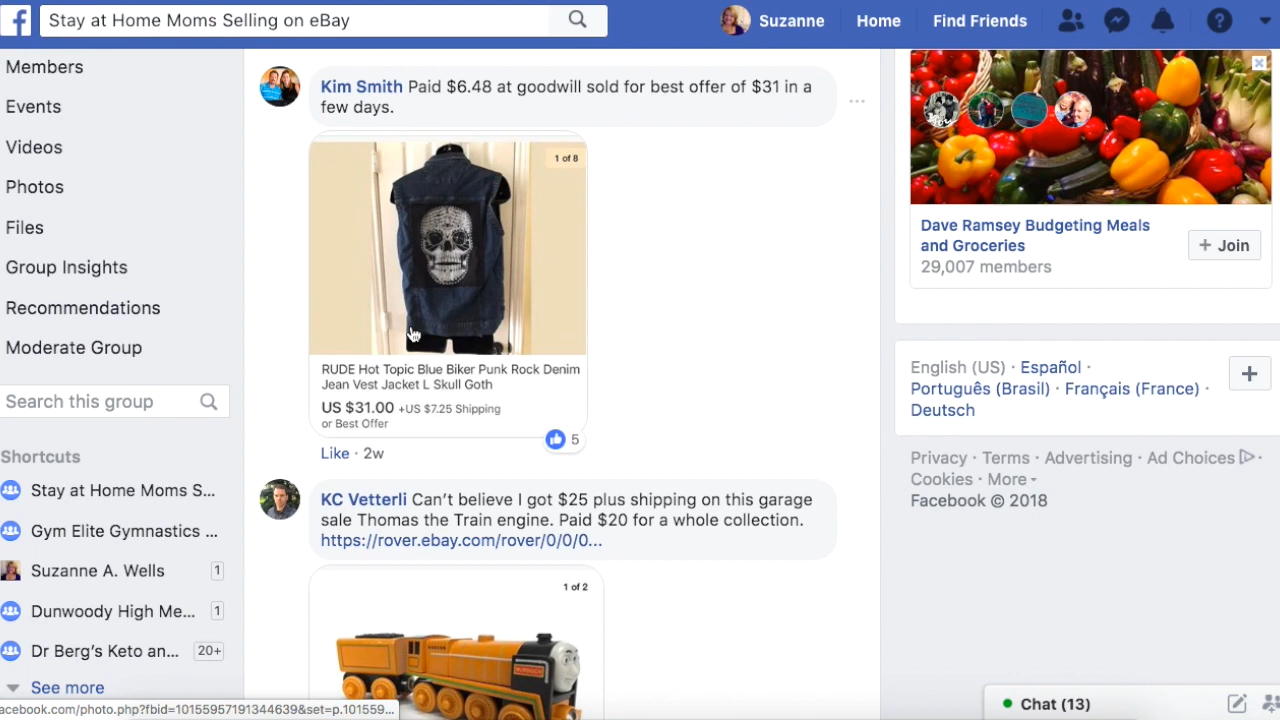 Stay at Home Moms Selling on eBay
Suzanne
Home
Find Friends
Members
Events
Videos
Photos
Files
Group Insights
Recommendations
Moderate Group
Search this group
Shortcuts
Stay at Home Moms S...
Gym Elite Gymnastics ...
Suzanne A. Wells 1
Dunwoody High Me... 1
Dr Berg's Keto an... 20+
See more
acebook.com/photo.php?fbid=10155957191344639&set=p.101559...
Kim Smith Paid $6.48 at goodwill sold for best offer of $31 in a
few days.
1 of 8
RUDE Hot Topic Blue Biker Punk Rock Denim
Jean Vest Jacket L Skull Goth
US $31.00 +US $7.25 Shipping
or Best Offer
5
Like · 2w
KC Vetterli Can't believe I got $25 plus shipping on this garage
sale Thomas the Train engine. Paid $20 for a whole collection.
https://rover.ebay.com/rover/0/0/0...
1 of 2
Dave Ramsey Budgeting Meals
and Groceries
29,007 members
+ Join
English (US) · Español ·
Português (Brasil) · Français (France) ·
Deutsch
Privacy · Terms · Advertising · Ad Choices ·
Cookies · More
Facebook © 2018
Chat (13)